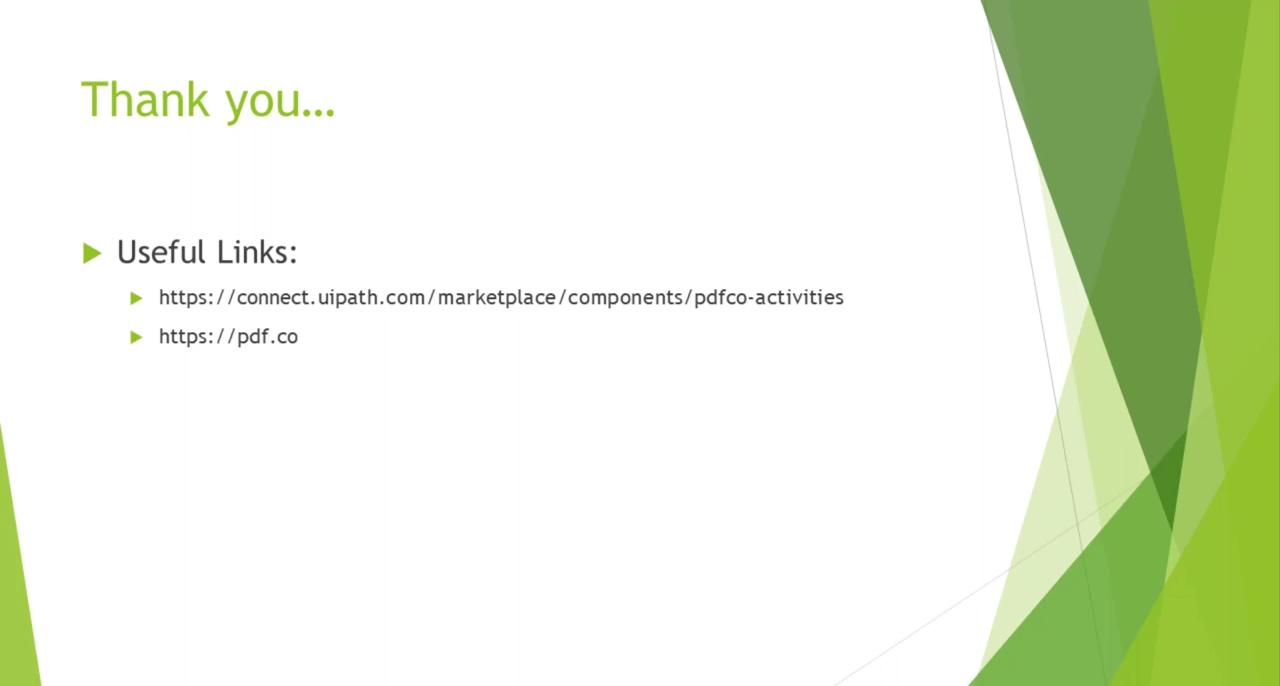 Thank you…
Useful Links:
https://connect.uipath.com/marketplace/components/pdfco-activities
https://pdf.co